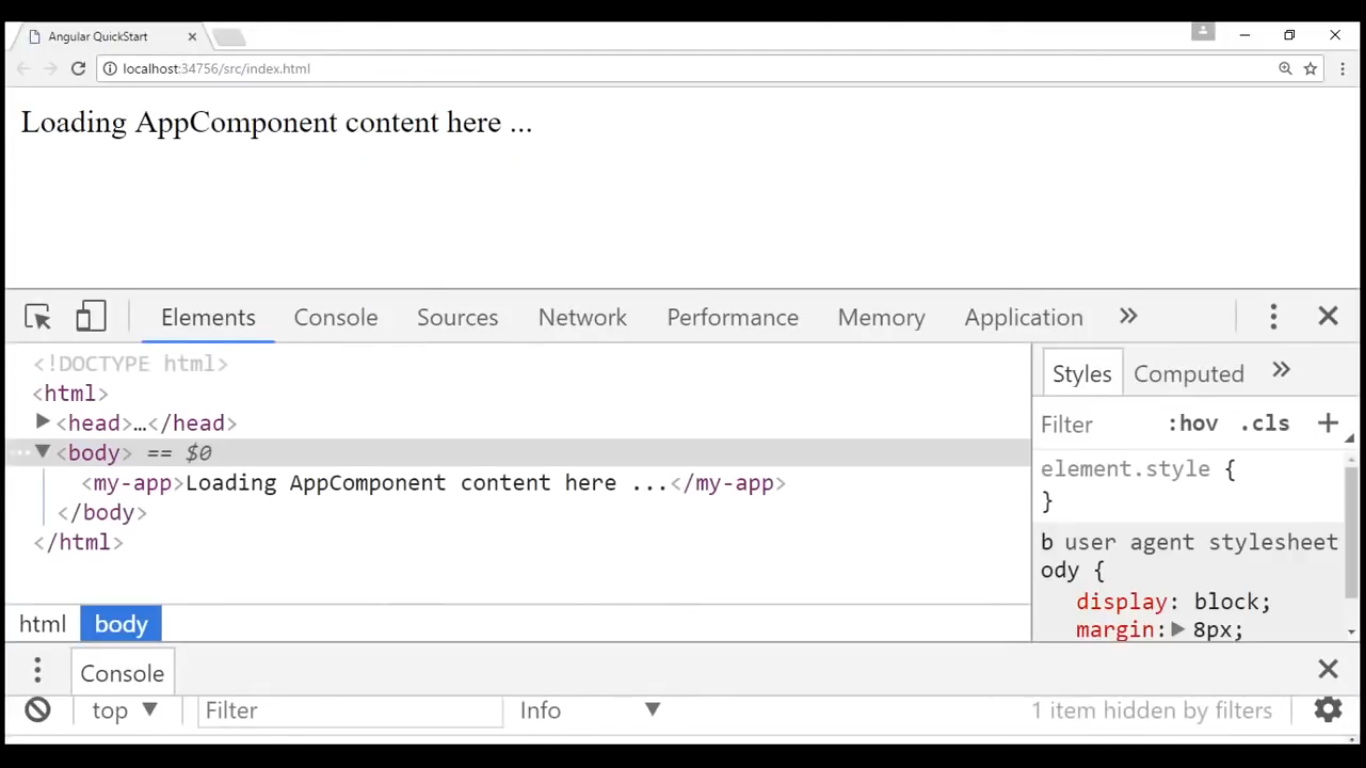 Angular QuickStart
localhost:34756/src/index.html
Loading AppComponent content here ...
Elements Console Sources Network Performance Memory Application »
<!DOCTYPE html>
<html>
<head>…</head>
<body> == $0
<my-app>Loading AppComponent content here ...</my-app>
</body>
</html>
html body
Styles Computed »
Filter :hov .cls +
element.style {
}
b user agent stylesheet
ody {
display: block;
margin: 8px;
Console
top Filter Info 1 item hidden by filters